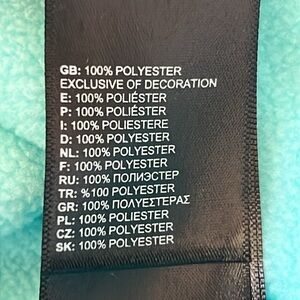 GB: 100% POLYESTER
EXCLUSIVE OF DECORATION
E: 100% POLIÉSTER
P: 100% POLIÉSTER
I: 100% POLIESTERE
D: 100% POLYESTER
NL: 100% POLYESTER
F: 100% POLYESTER
RU: 100% ПОЛИЭСТЕР
TR: %100 POLYESTER
GR: 100% ΠΟΛΥΕΣΤΕΡΑΣ
PL: 100% POLIESTER
CZ: 100% POLYESTER
SK: 100% POLYESTER